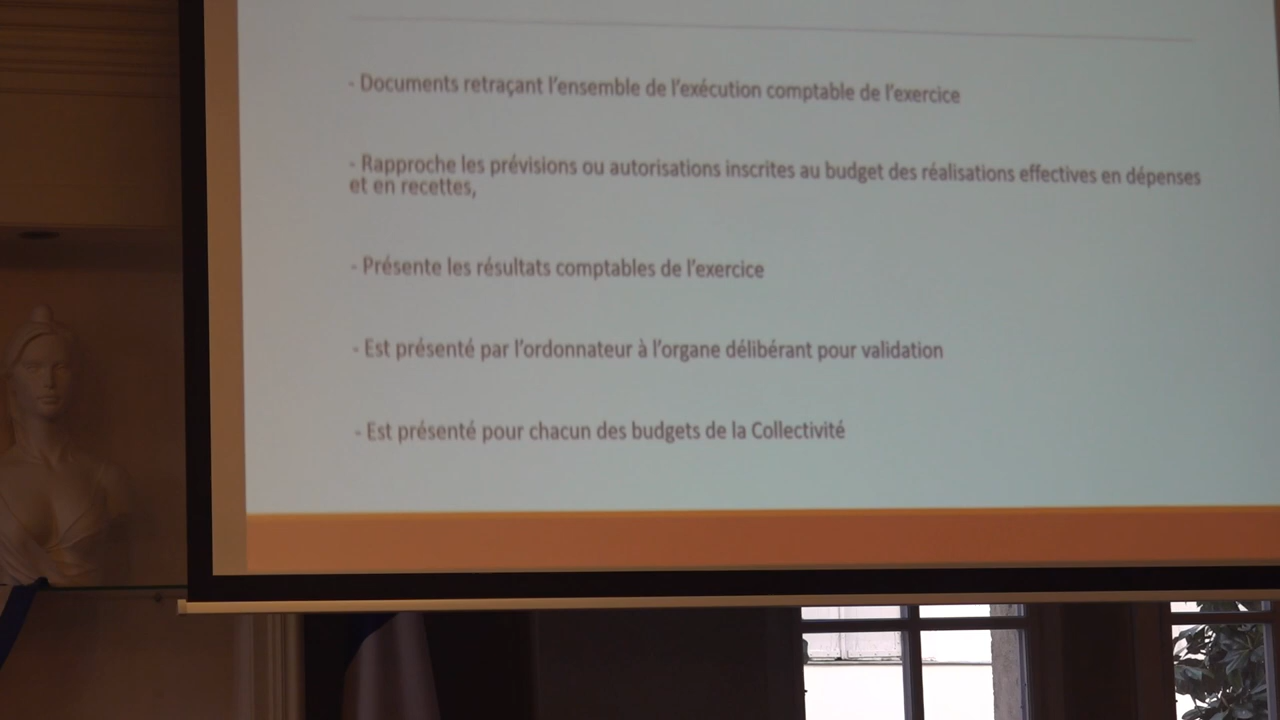 - Documents retraçant l'ensemble de l'exécution comptable de l'exercice
- Rapproche les prévisions ou autorisations inscrites au budget des réalisations effectives en dépenses
et en recettes,
- Présente les résultats comptables de l'exercice
- Est présenté par l'ordonnateur à l'organe délibérant pour validation
- Est présenté pour chacun des budgets de la Collectivité